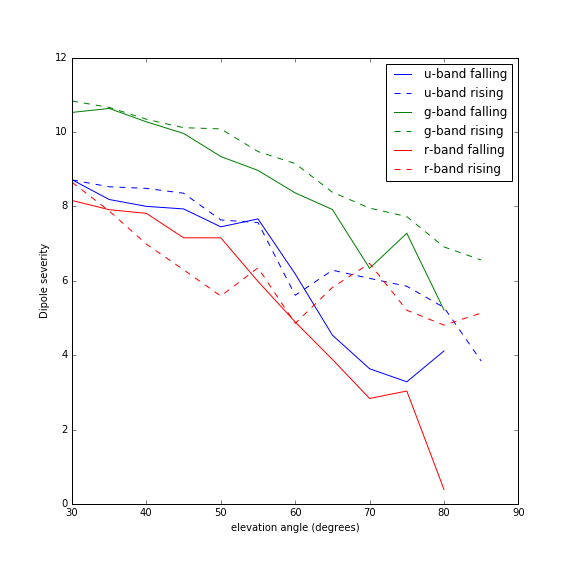 12
10
8
6
4
2
0
30 40 50 60 70 80 90
elevation angle (degrees)
Dipole severity
u-band falling
u-band rising
g-band falling
g-band rising
r-band falling
r-band rising